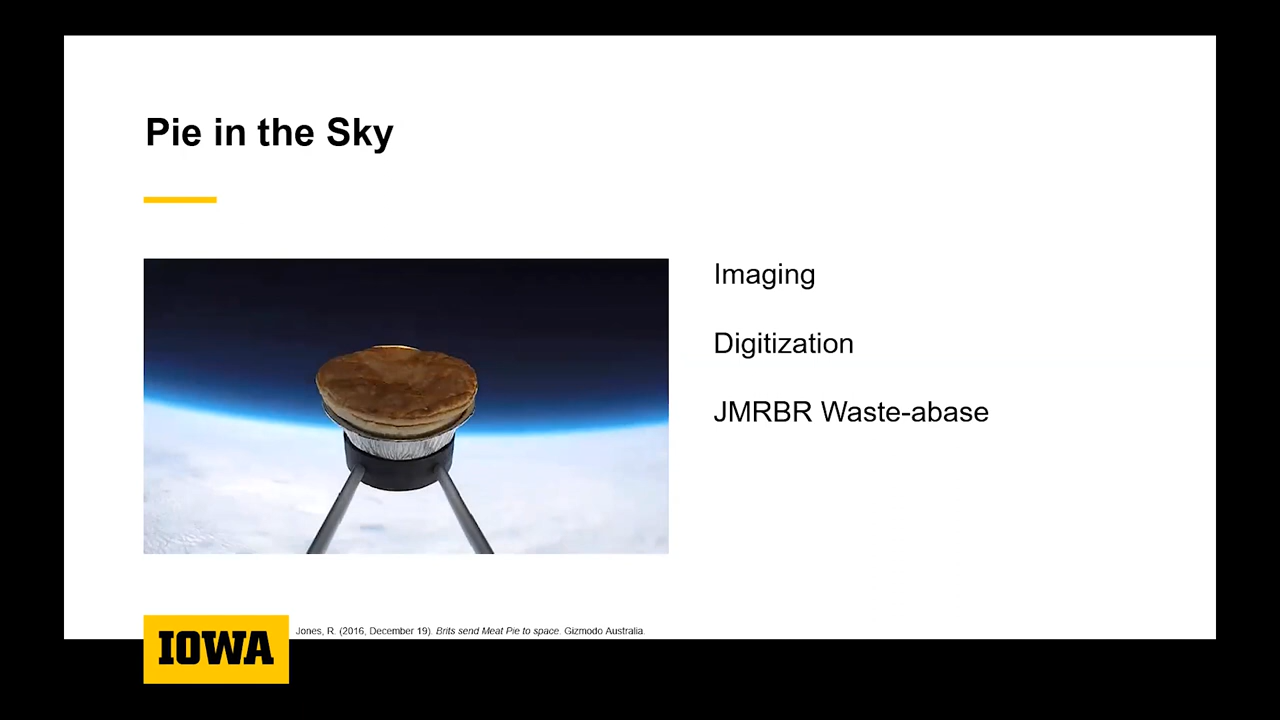 Pie in the Sky
Imaging
Digitization
JMRBR Waste-abase
IOWA
Jones, R. (2016, December 19). Brits send Meat Pie to space. Gizmodo Australia.